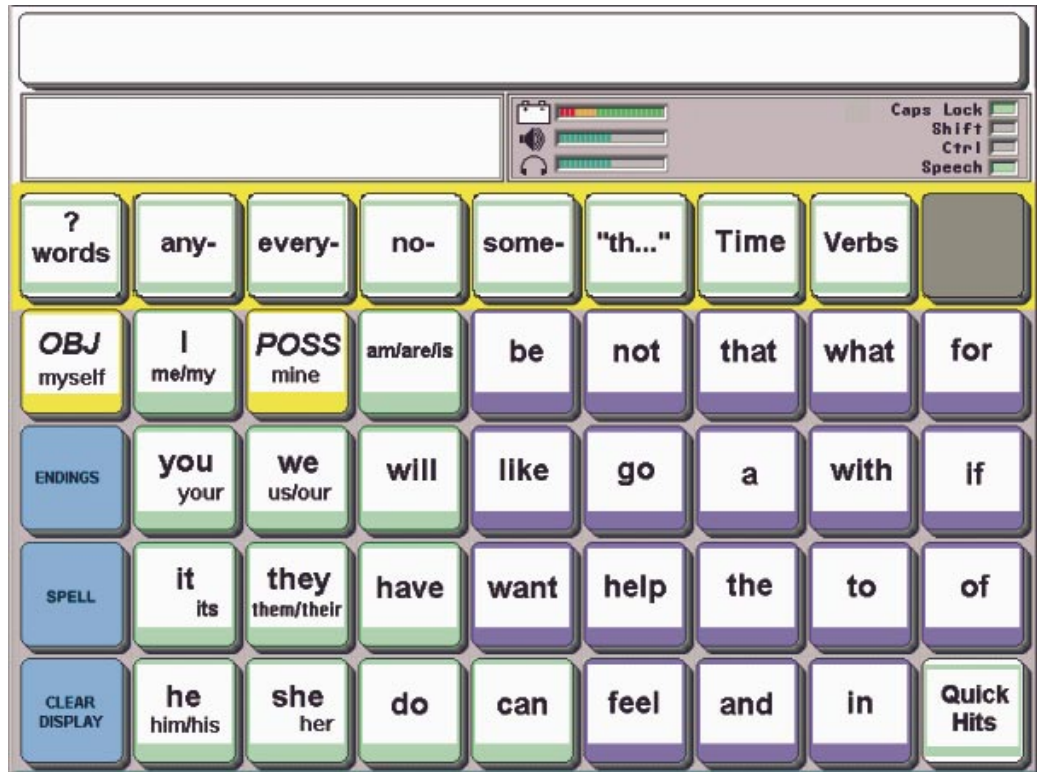 Caps Lock
Shift
Ctrl
Speech
?
words
any-
every-
no-
some-
"th..."
Time
Verbs
OBJ
myself
I
me/my
POSS
mine
am/are/is
be
not
that
what
for
ENDINGS
you
your
we
us/our
will
like
go
a
with
if
SPELL
it
its
they
them/their
have
want
help
the
to
of
CLEAR
DISPLAY
he
him/his
she
her
do
can
feel
and
in
Quick
Hits